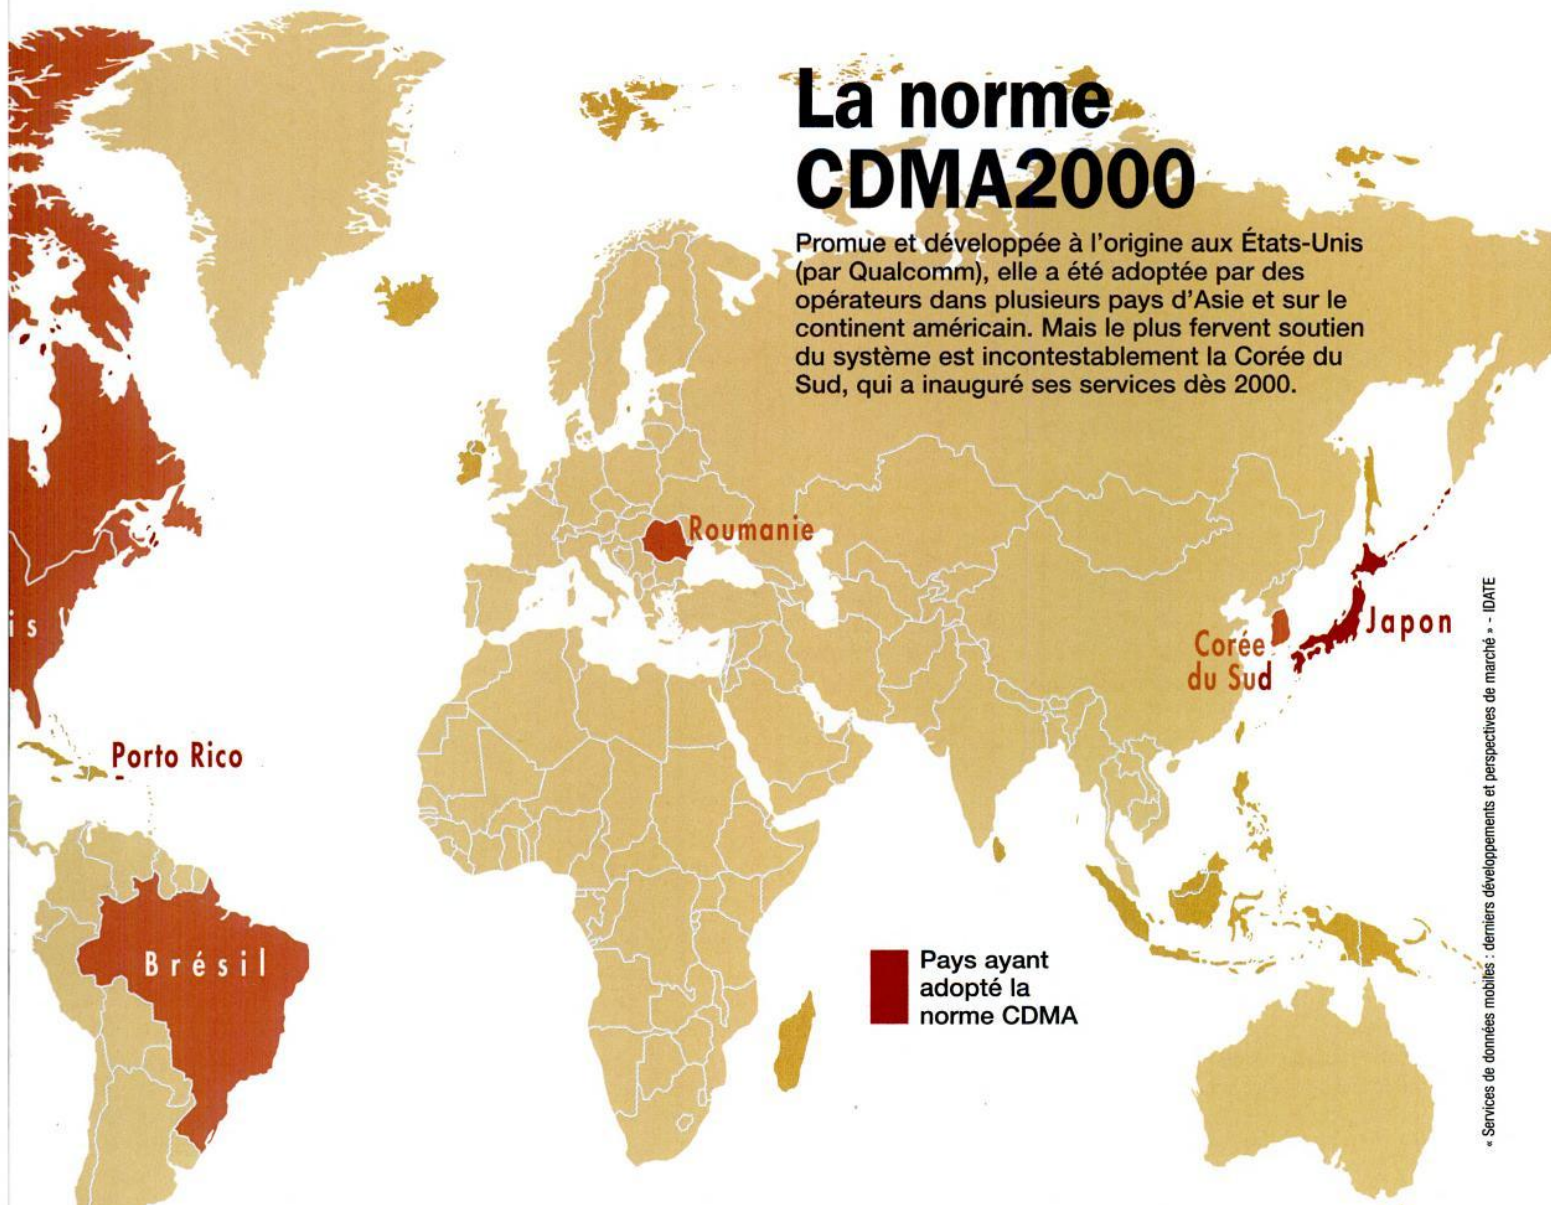 La norme
CDMA2000
Promue et développée à l'origine aux États-Unis
(par Qualcomm), elle a été adoptée par des
opérateurs dans plusieurs pays d'Asie et sur le
continent américain. Mais le plus fervent soutien
du système est incontestablement la Corée du
Sud, qui a inauguré ses services dès 2000.
Roumanie
is
Japon
Corée
du Sud
Porto Rico
Brésil
Pays ayant
adopté la
norme CDMA
« Services de données mobiles : derniers développements et perspectives de marché » - IDATE